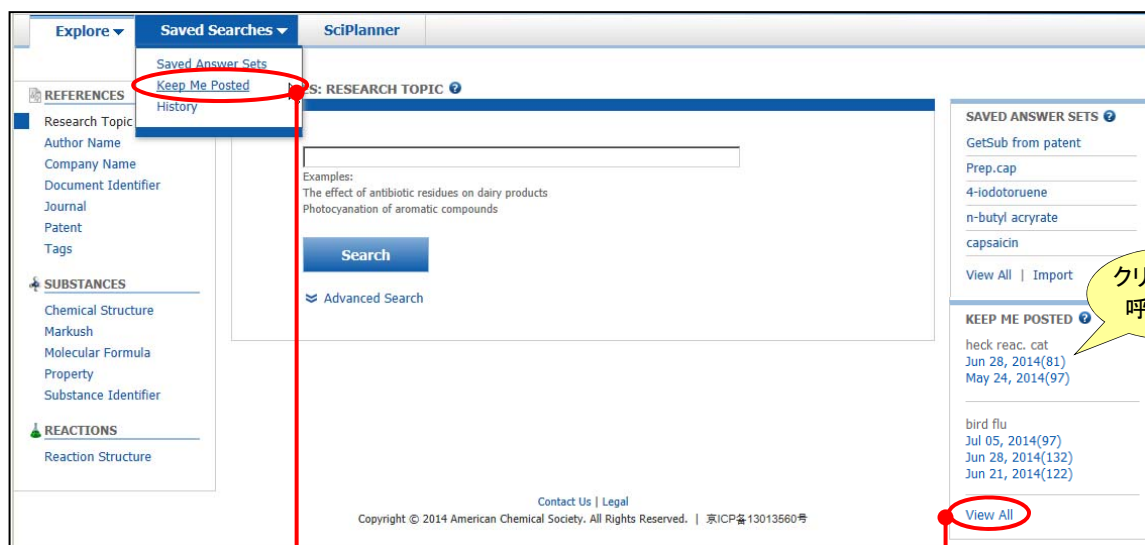 Explore
Saved Searches
SciPlanner
Saved Answer Sets
Keep Me Posted
History
REFERENCES
Research Topic
Author Name
Company Name
Document Identifier
Journal
Patent
Tags
SUBSTANCES
Chemical Structure
Markush
Molecular Formula
Property
Substance Identifier
REACTIONS
Reaction Structure
ES: RESEARCH TOPIC ?
Examples:
The effect of antibiotic residues on dairy products
Photocyanation of aromatic compounds
Search
Advanced Search
SAVED ANSWER SETS ?
GetSub from patent
Prep.cap
4-iodotoruene
n-butyl acryrate
capsaicin
View All | Import
クリ
呼
KEEP ME POSTED ?
heck reac. cat
Jun 28, 2014(81)
May 24, 2014(97)
bird flu
Jul 05, 2014(97)
Jun 28, 2014(132)
Jun 21, 2014(122)
View All
Contact Us | Legal
Copyright © 2014 American Chemical Society. All Rights Reserved. | 京ICP备13013560号